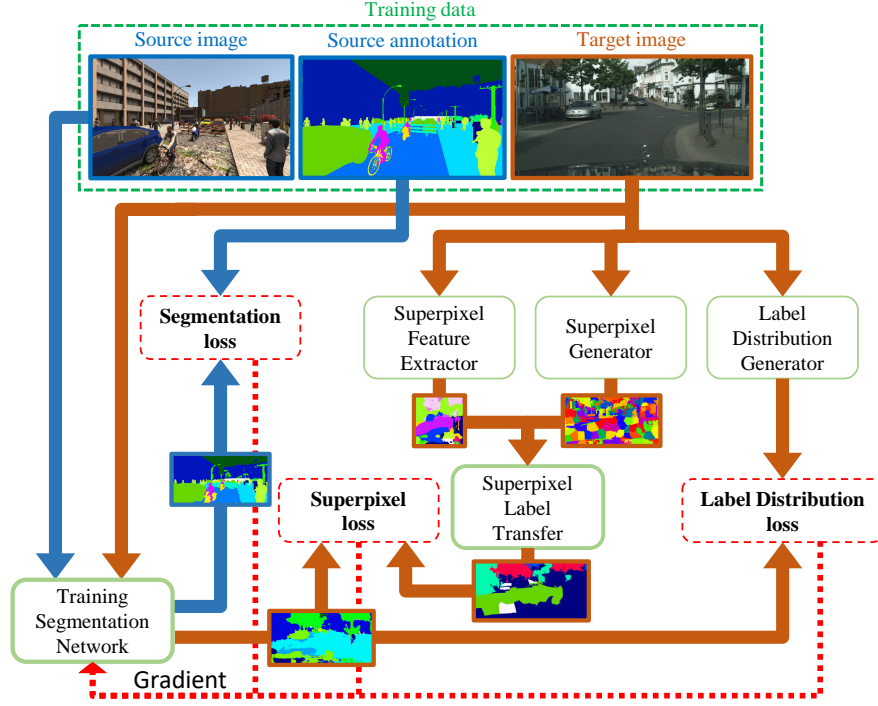 Training data
Source image
Source annotation
Target image
Segmentation
loss
Superpixel
Feature
Extractor
Superpixel
Generator
Label
Distribution
Generator
Superpixel
loss
Superpixel
Label
Transfer
Label Distribution
loss
Training
Segmentation
Network
Gradient